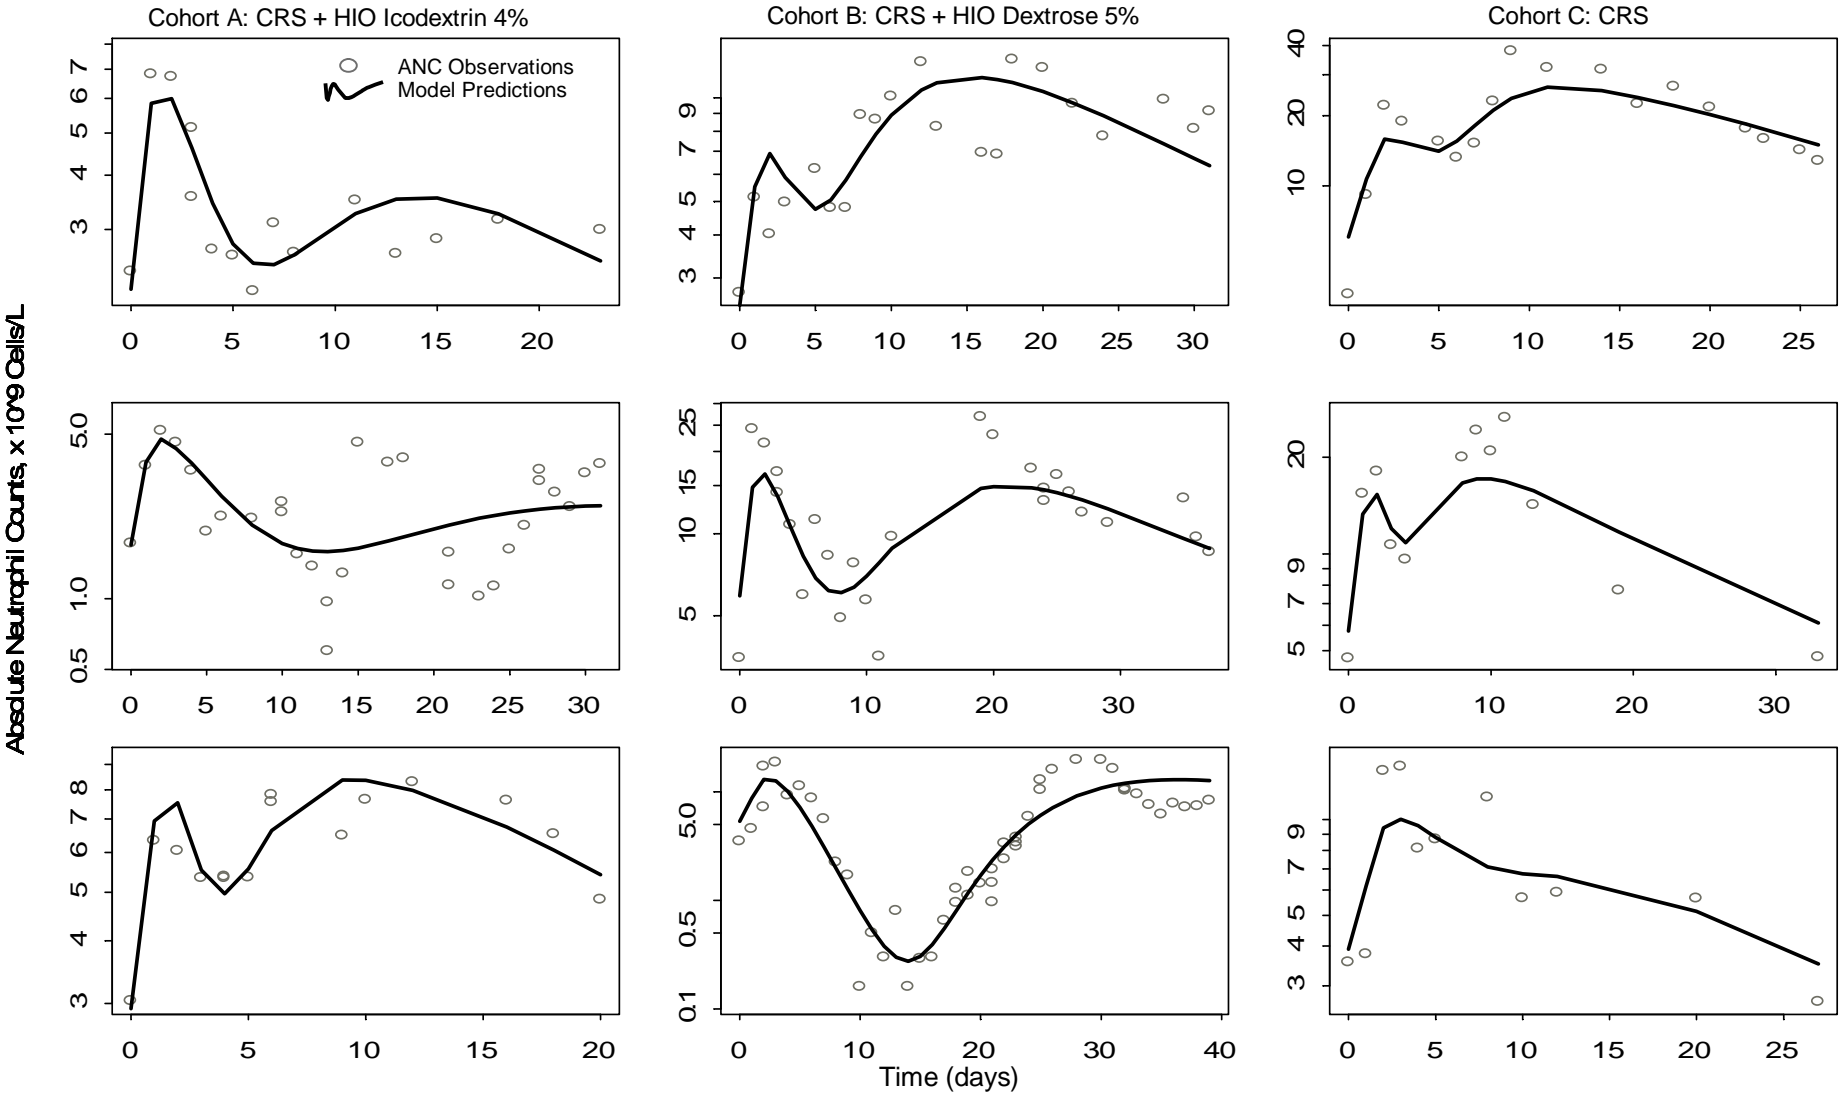 Cohort A: CRS + HIO Icodextrin 4%
Cohort B: CRS + HIO Dextrose 5%
Cohort C: CRS
ANC Observations
Model Predictions
Absolute Neutrophil Counts, x 10^9 Cells/L
7
6
5
4
3
0 5 10 15 20
9
7
5
4
3
0 5 10 15 20 25 30
40
20
10
0 5 10 15 20 25
5.0
1.0
0.5
0 5 10 15 20 25 30
25
15
10
5
0 10 20 30
20
9
7
5
0 10 20 30
8
7
6
5
4
3
0 5 10 15 20
5.0
0.5
0.1
0 10 20 30 40
9
7
5
4
3
0 5 10 15 20 25
Time (days)